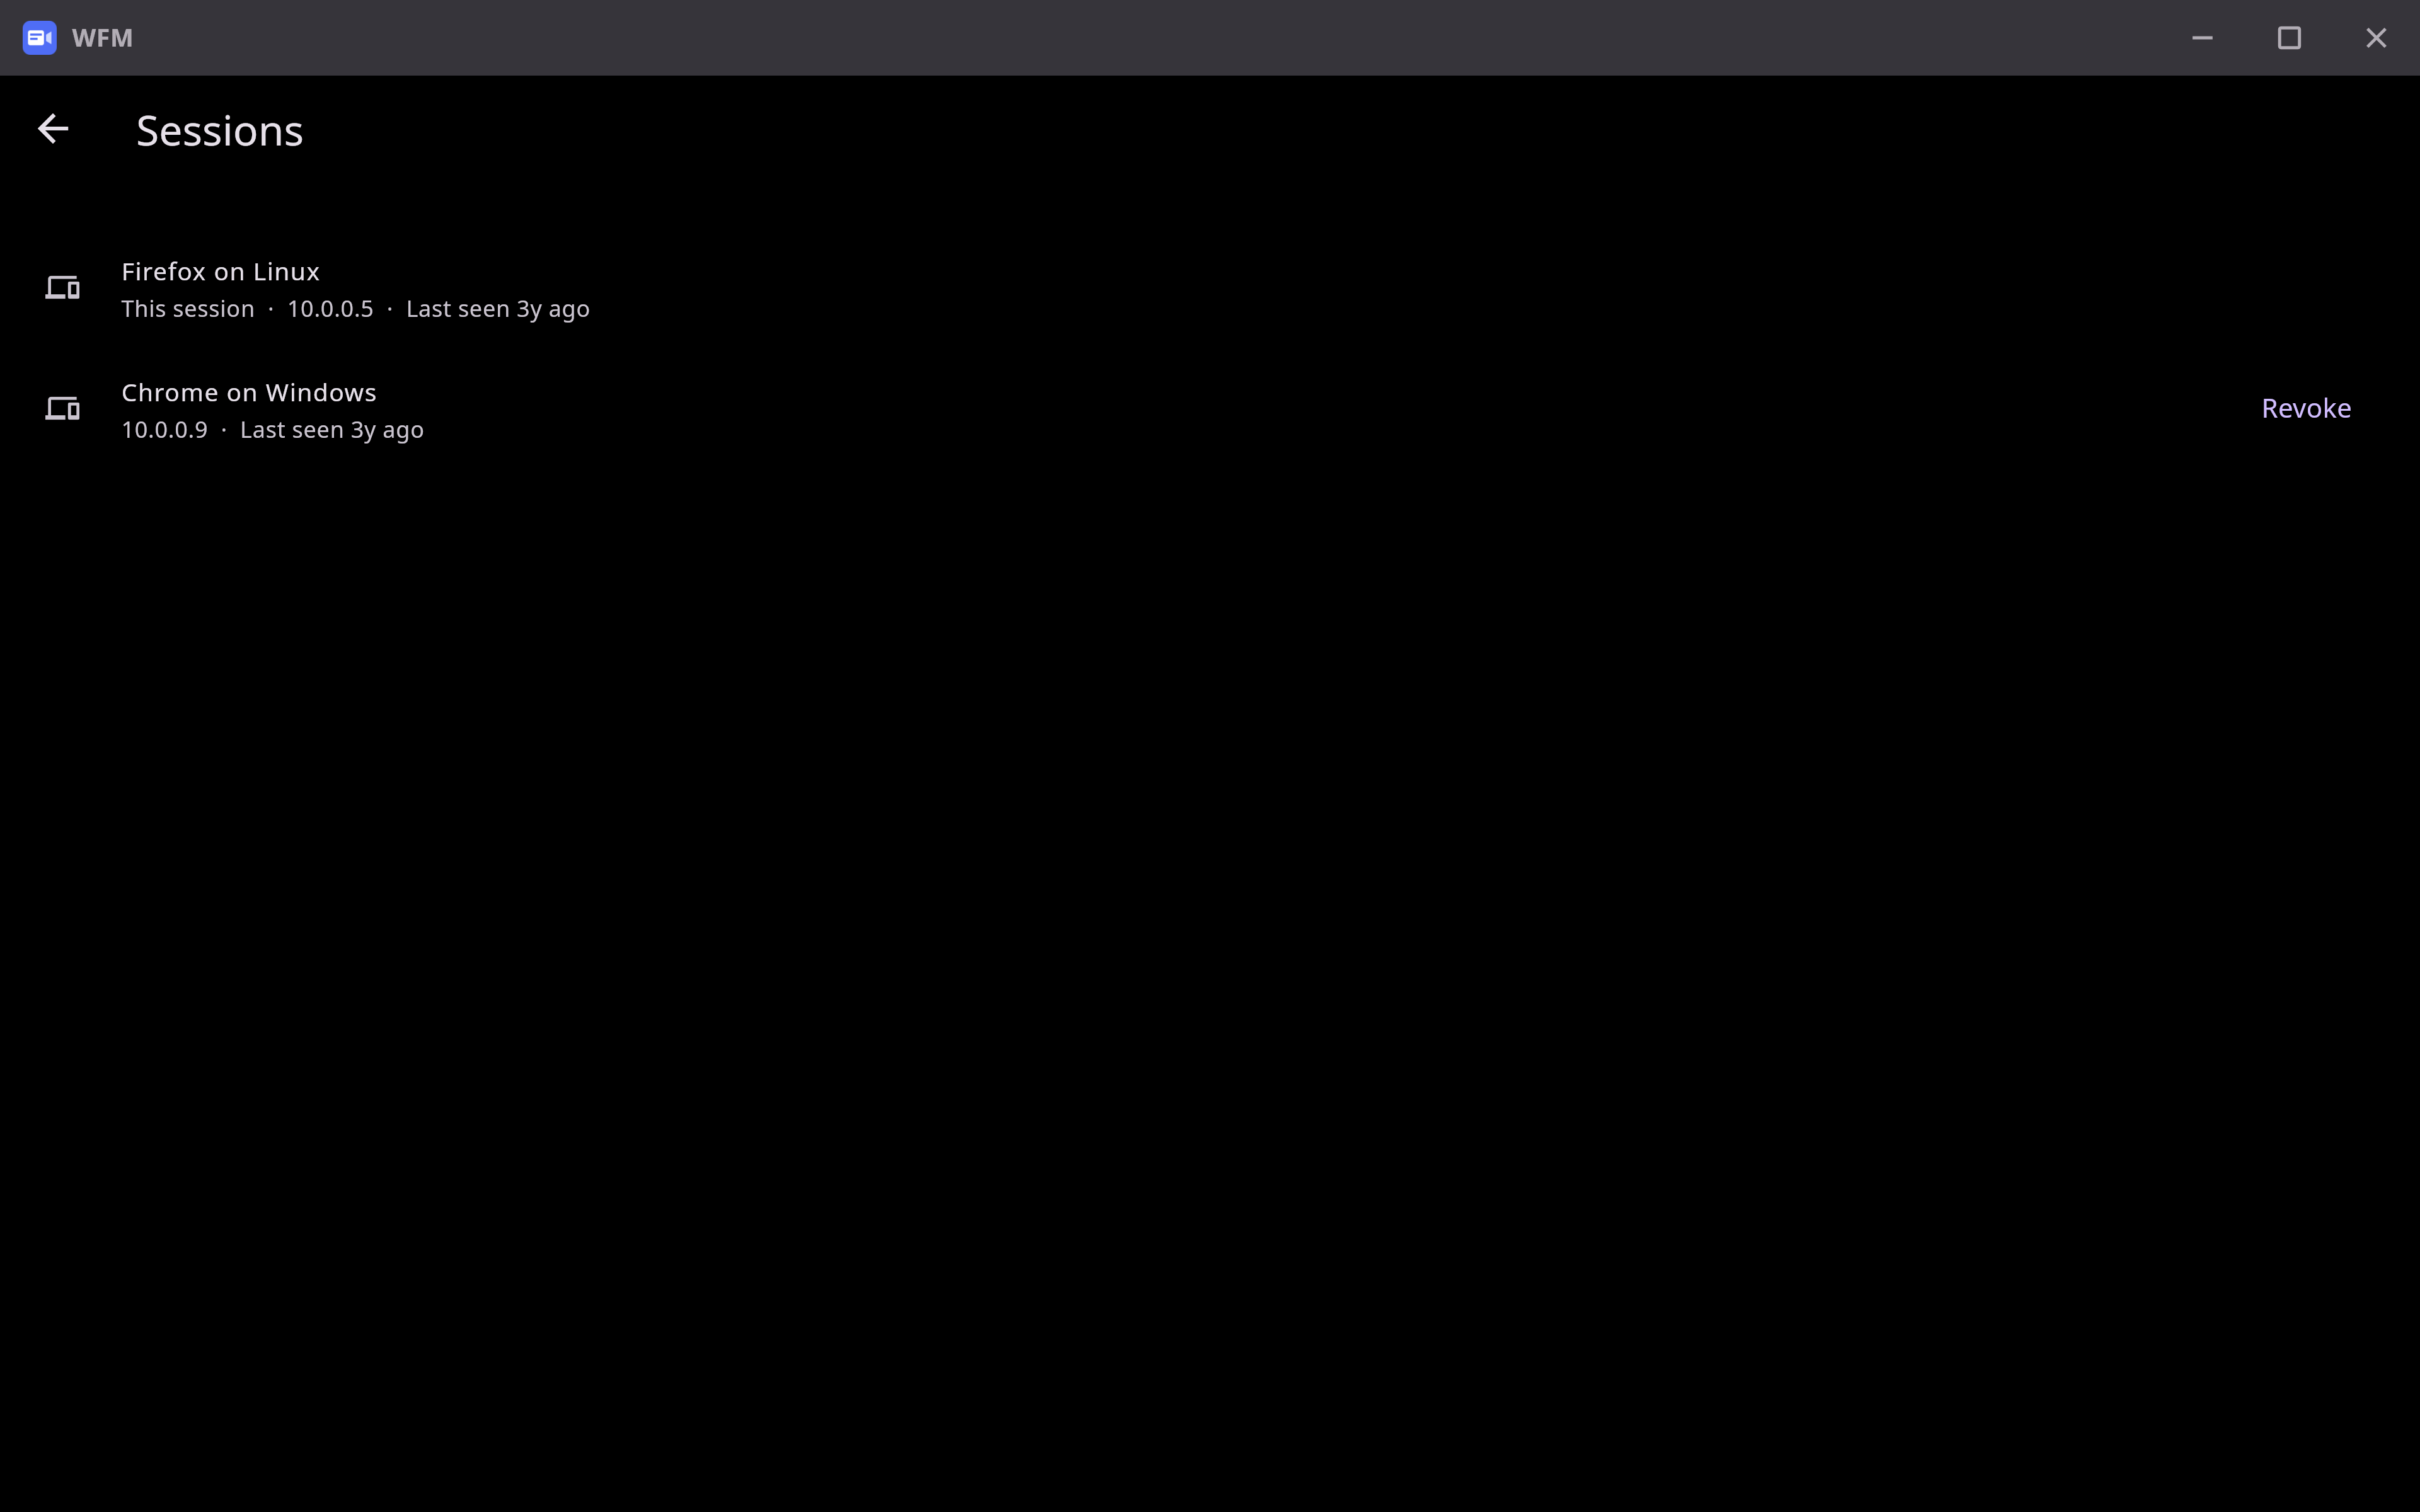 WFM
Sessions
Firefox on Linux
This session · 10.0.0.5 · Last seen 3y ago
Chrome on Windows
10.0.0.9 · Last seen 3y ago
Revoke